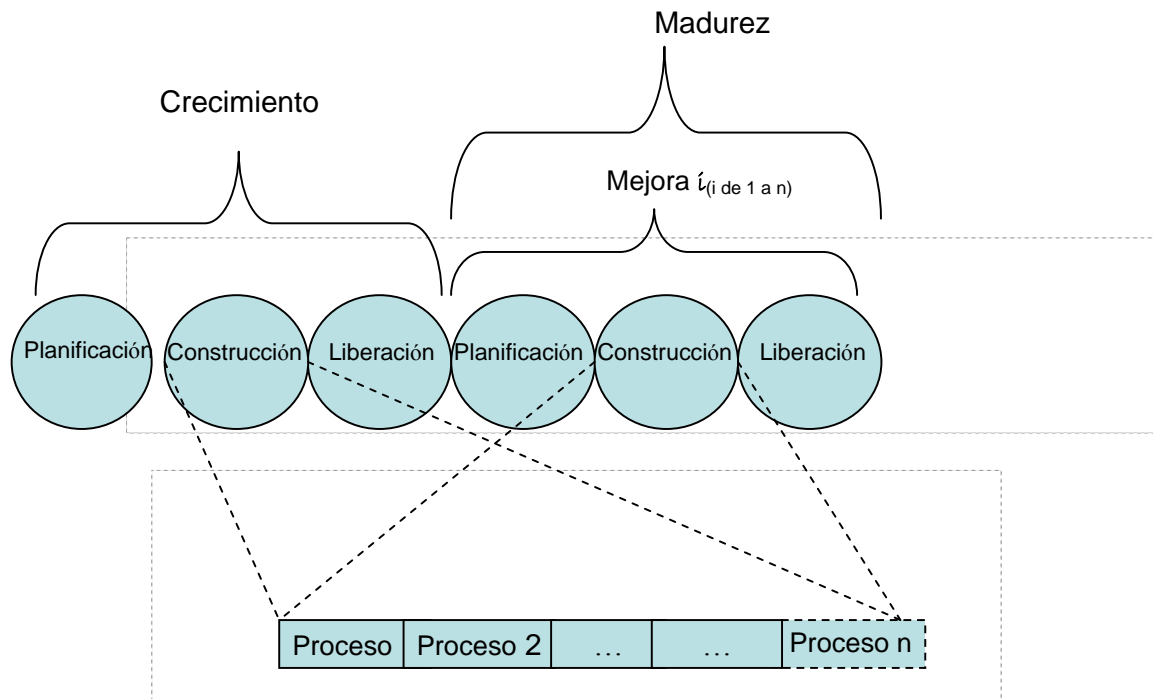 Madurez
Crecimiento
Mejora í(i de 1 a n)
Planificación Construcción Liberación Planificación Construcción Liberación
Proceso Proceso 2 ... ... Proceso n